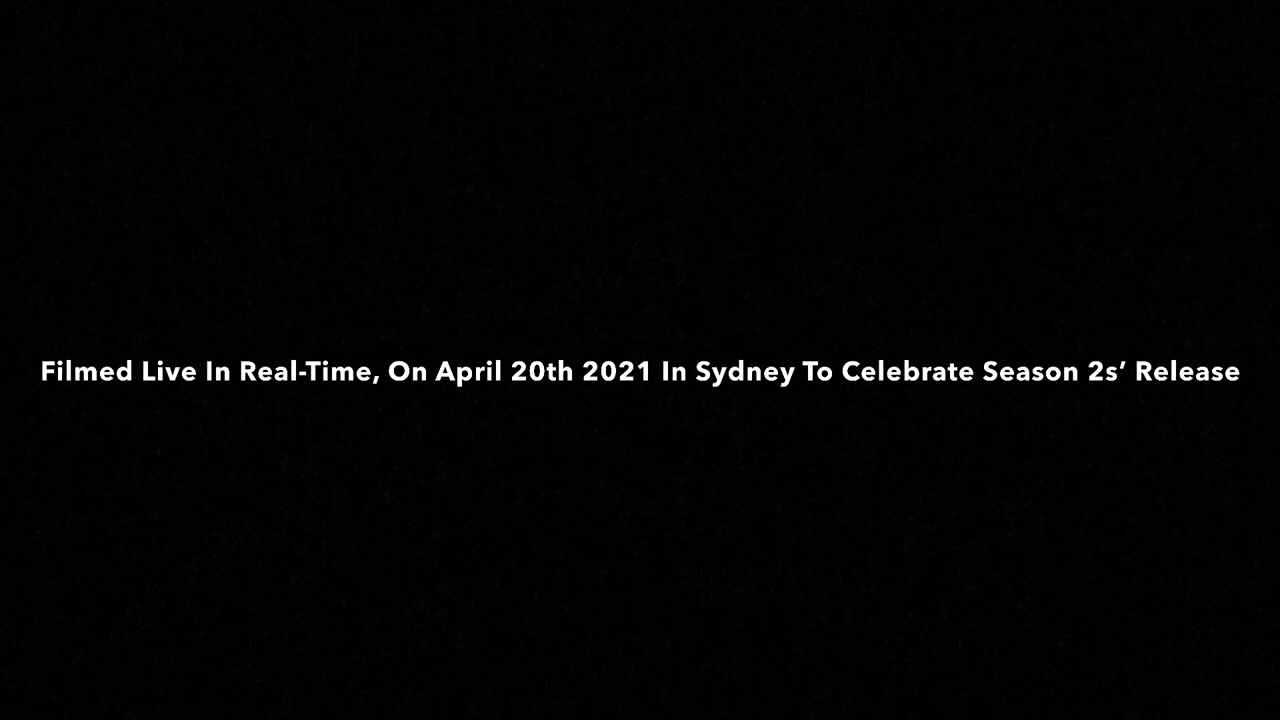 Filmed Live In Real-Time, On April 20th 2021 In Sydney To Celebrate Season 2s’ Release